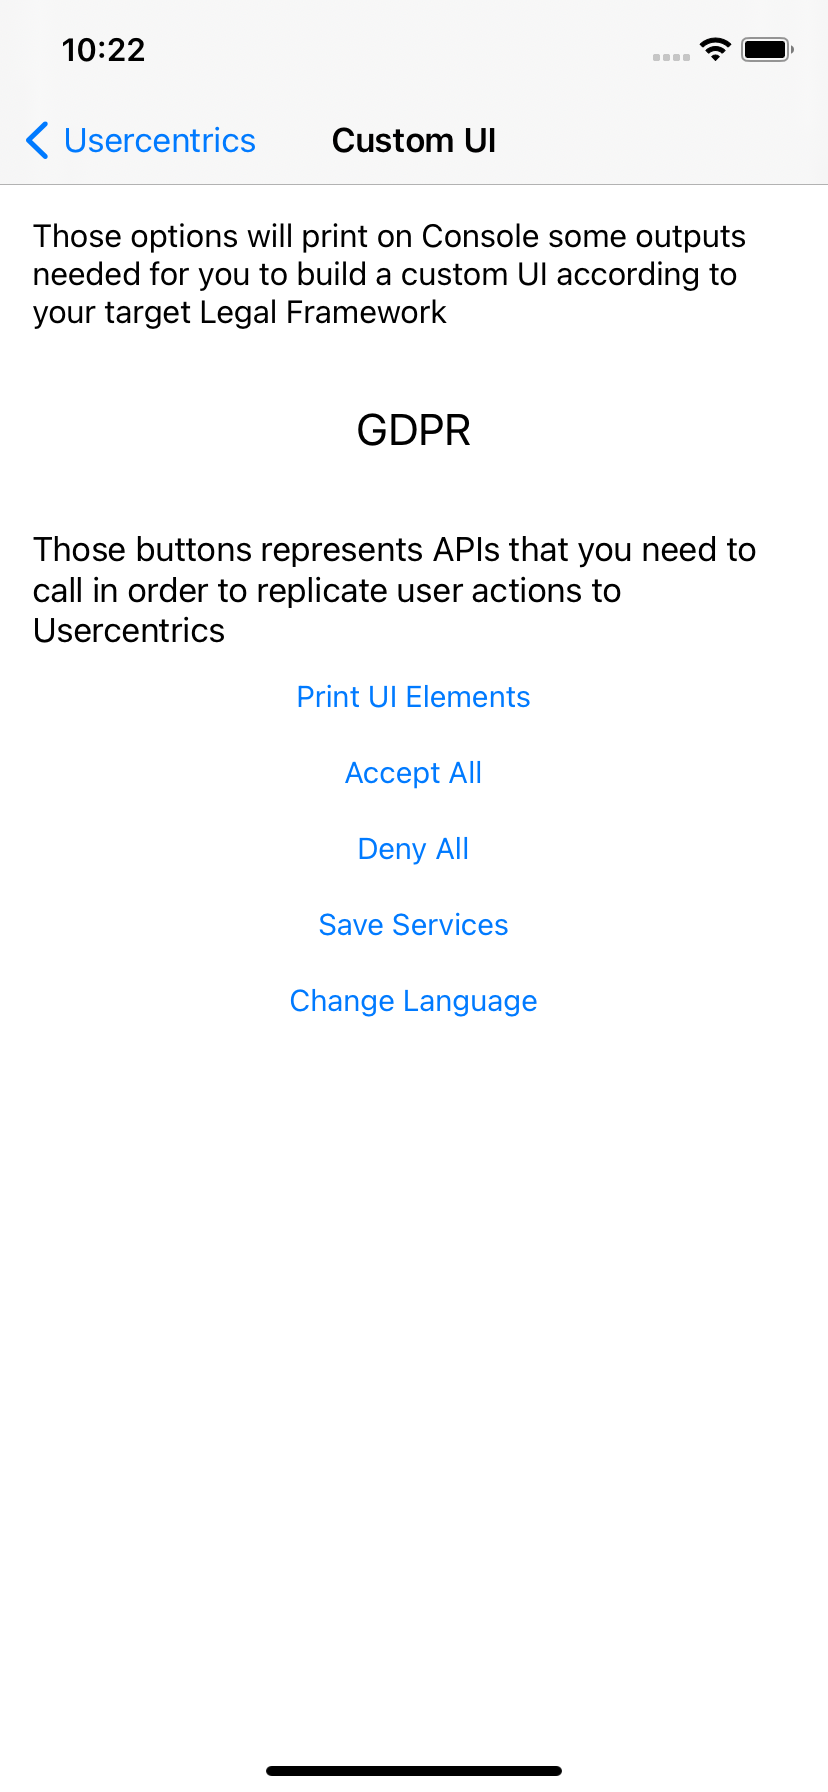 10:22
Usercentrics
Custom UI
Those options will print on Console some outputs
needed for you to build a custom UI according to
your target Legal Framework
GDPR
Those buttons represents APIs that you need to
call in order to replicate user actions to
Usercentrics
Print UI Elements
Accept All
Deny All
Save Services
Change Language